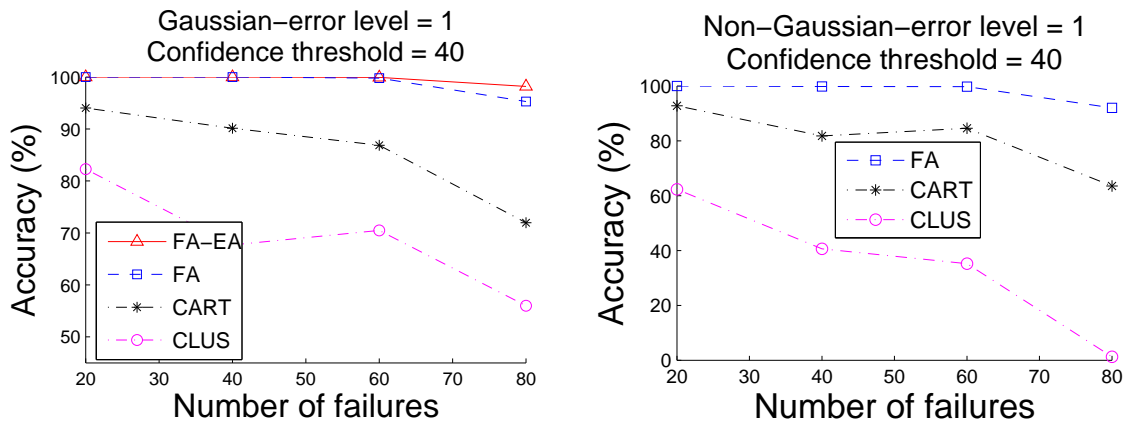 Gaussian−error level = 1
Confidence threshold = 40
100
90
80
70
60
50
Accuracy (%)
FA−EA
FA
CART
CLUS
20 30 40 50 60 70 80
Number of failures
Non−Gaussian−error level = 1
Confidence threshold = 40
100
80
60
40
20
0
Accuracy (%)
FA
CART
CLUS
20 30 40 50 60 70 80
Number of failures